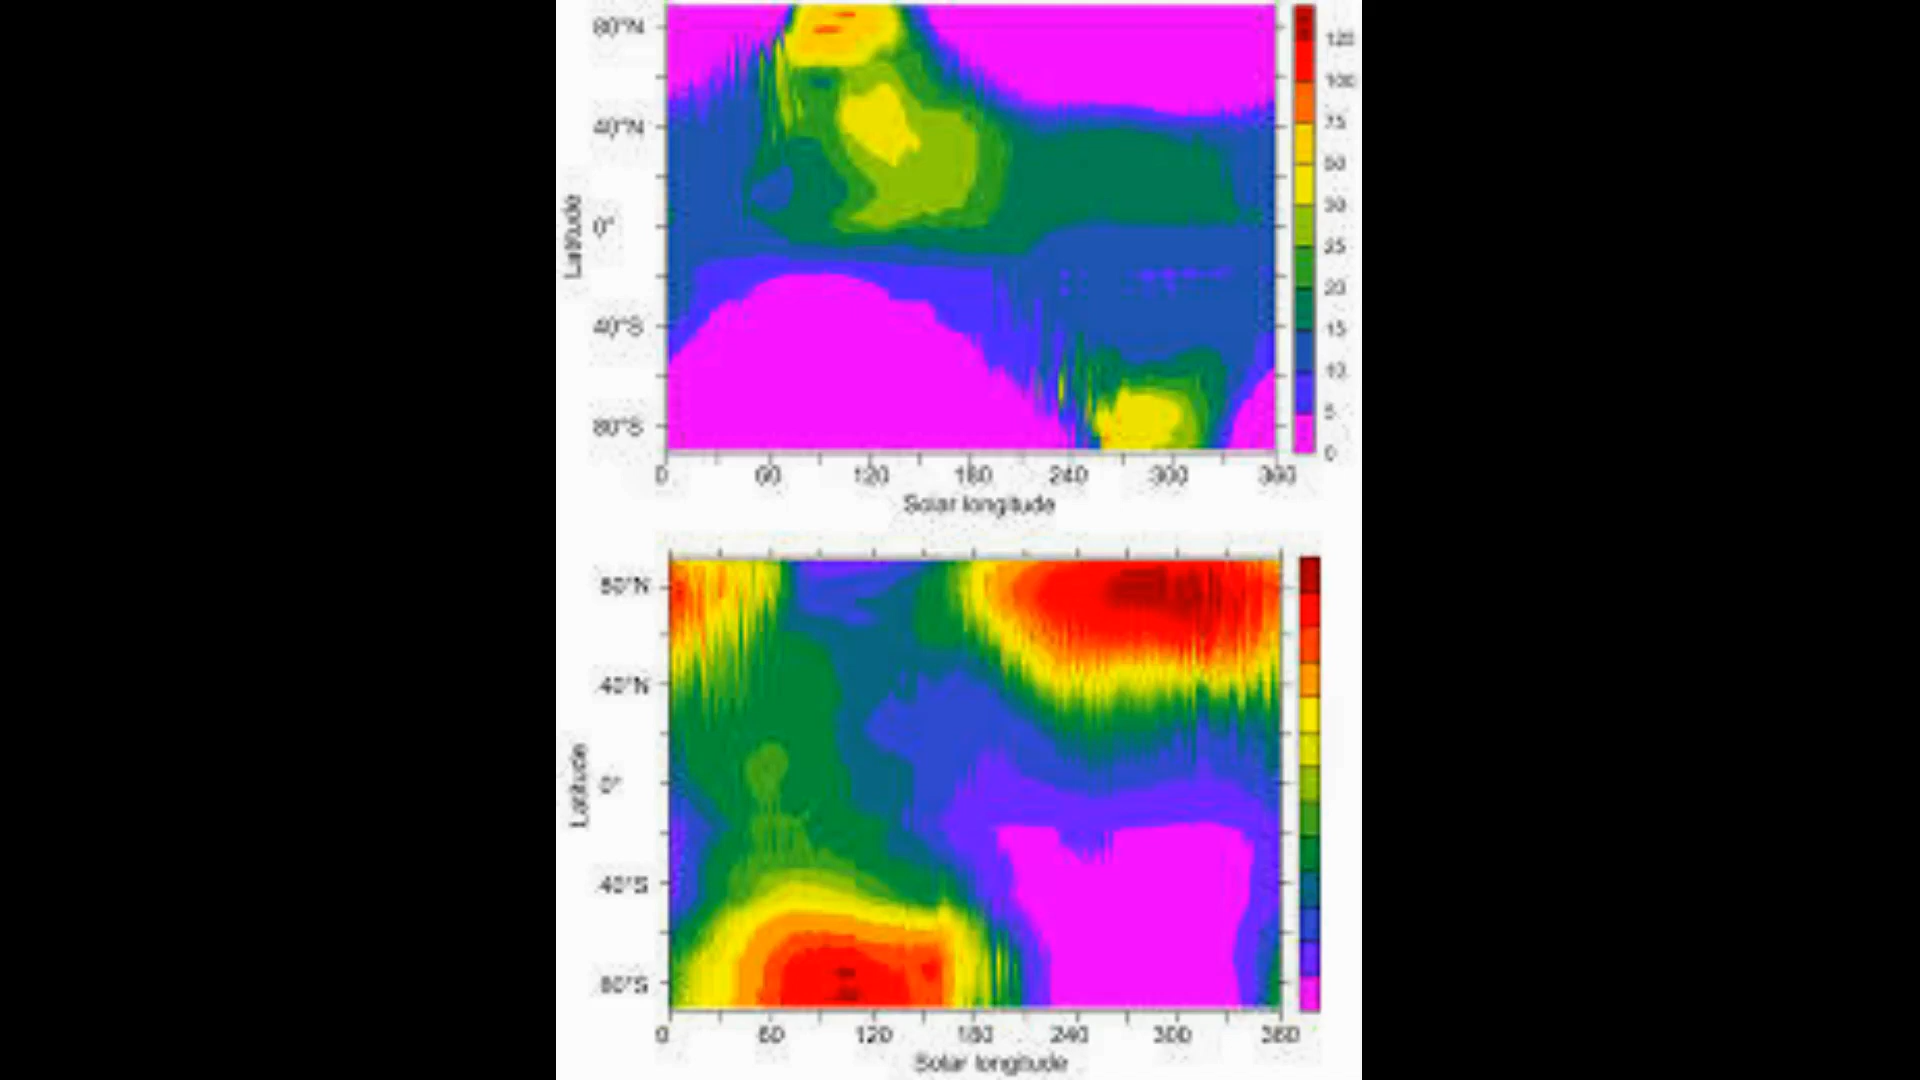 80°N
40°N
0°
40°S
80°S
Latitude
0 60 120 180 240 300 360
Solar longitude
125
100
75
50
30
25
20
15
10
5
0
80°N
40°N
0°
40°S
80°S
Latitude
0 60 120 180 240 300 360
Solar longitude